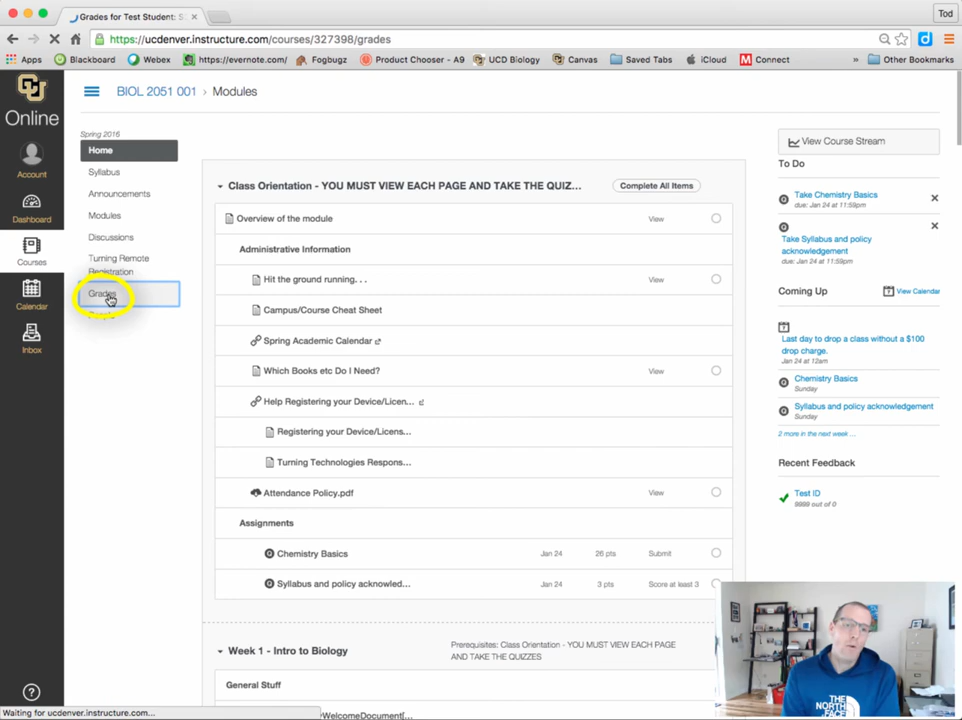 Grades for Test Student: S
Tod
https://ucdenver.instructure.com/courses/327398/grades
Apps
Blackboard
Webex
https://evernote.com/
Fogbugz
Product Chooser - A9
UCD Biology
Canvas
Saved Tabs
iCloud
Connect
»
Other Bookmarks
CU
Online
Account
Dashboard
Courses
Calendar
Inbox
BIOL 2051 001 › Modules
Spring 2016
Home
Syllabus
Announcements
Modules
Discussions
Turning Remote
Registration
Grades
Class Orientation - YOU MUST VIEW EACH PAGE AND TAKE THE QUIZ...
Complete All Items
Overview of the module
View
Administrative Information
Hit the ground running. . .
View
Campus/Course Cheat Sheet
Spring Academic Calendar
Which Books etc Do I Need?
View
Help Registering your Device/Licen...
Registering your Device/Licens...
Turning Technologies Respons...
Attendance Policy.pdf
View
Assignments
Chemistry Basics
Jan 24
26 pts
Submit
Syllabus and policy acknowled...
Jan 24
3 pts
Score at least 3
Week 1 - Intro to Biology
Prerequisites: Class Orientation - YOU MUST VIEW EACH PAGE
AND TAKE THE QUIZZES
General Stuff
WelcomeDocument[...
View Course Stream
To Do
Take Chemistry Basics
due: Jan 24 at 11:59pm
Take Syllabus and policy
acknowledgement
due: Jan 24 at 11:59pm
Coming Up
View Calendar
Last day to drop a class without a $100
drop charge.
Jan 24 at 12am
Chemistry Basics
Sunday
Syllabus and policy acknowledgement
Sunday
2 more in the next week ...
Recent Feedback
Test ID
9999 out of 0
THE
NORTH
FACE
Waiting for ucdenver.instructure.com...